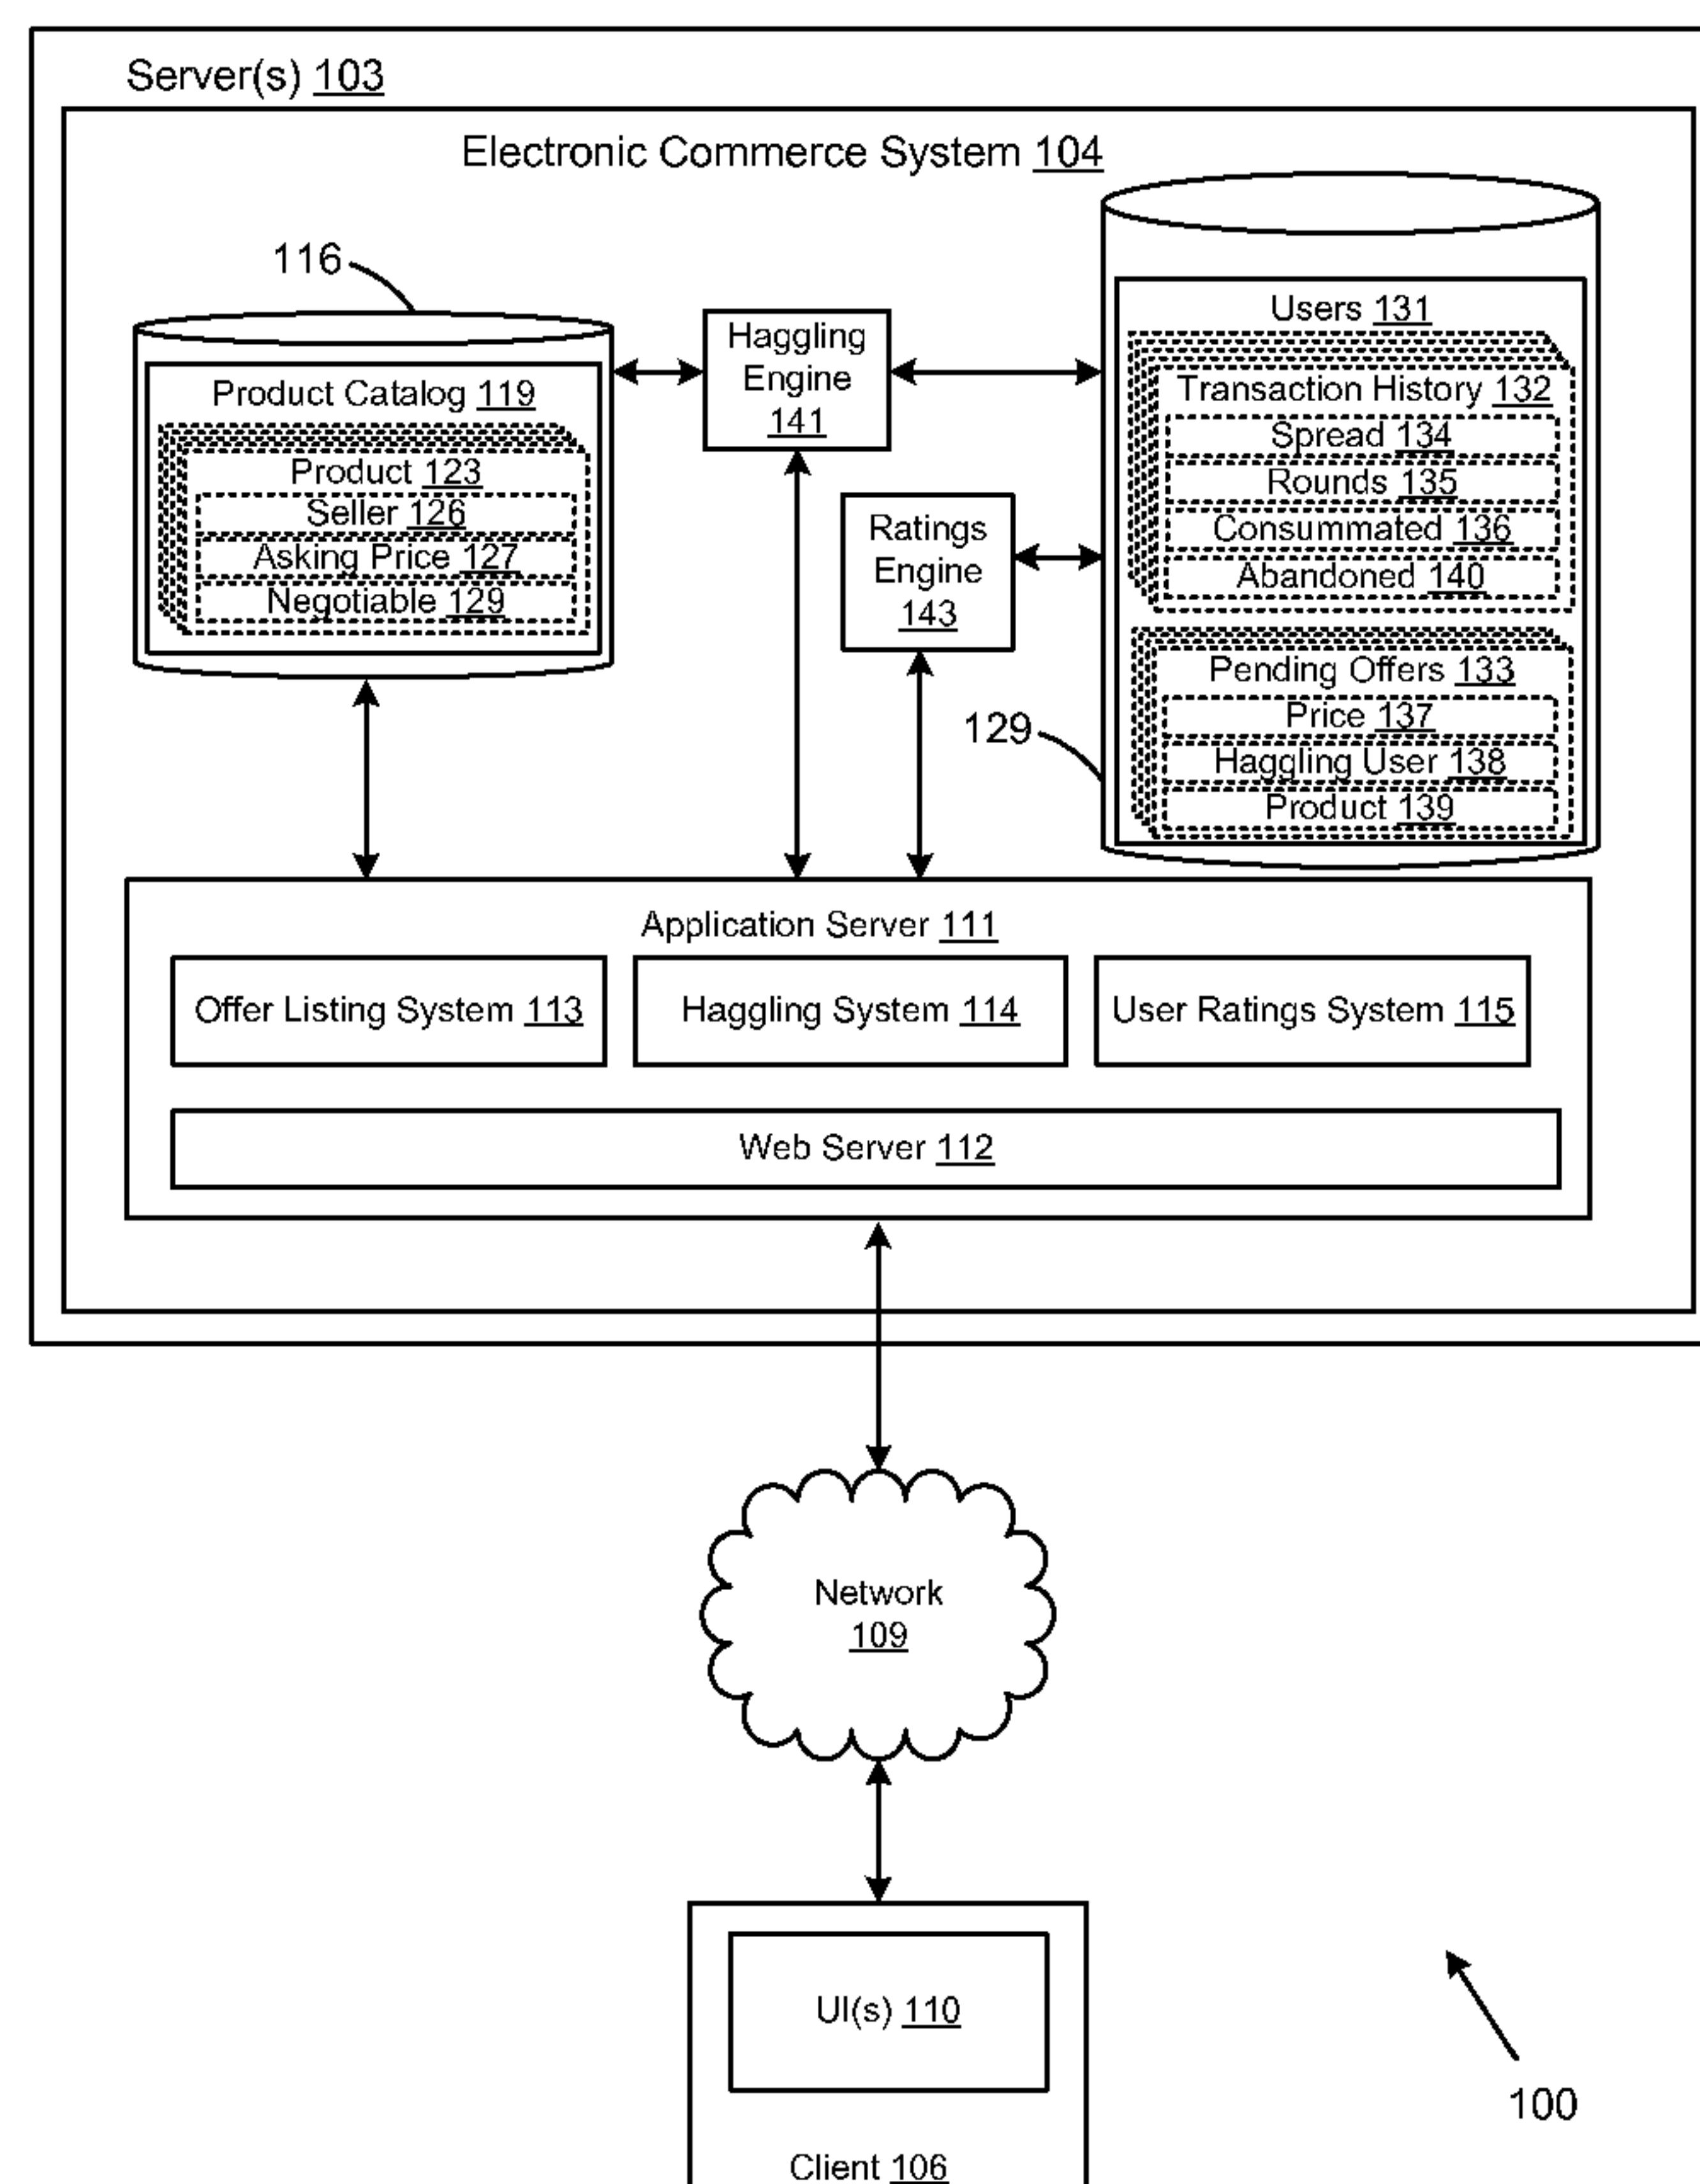 Server(s) 103
Electronic Commerce System 104
116
Product Catalog 119
Product 123
Seller 126
Asking Price 127
Negotiable 129
Haggling
Engine
141
Ratings
Engine
143
Users 131
Transaction History 132
Spread 134
Rounds 135
Consummated 136
Abandoned 140
Pending Offers 133
Price 137
Haggling User 138
Product 139
129
Application Server 111
Offer Listing System 113
Haggling System 114
User Ratings System 115
Web Server 112
Network
109
UI(s) 110
Client 106
100